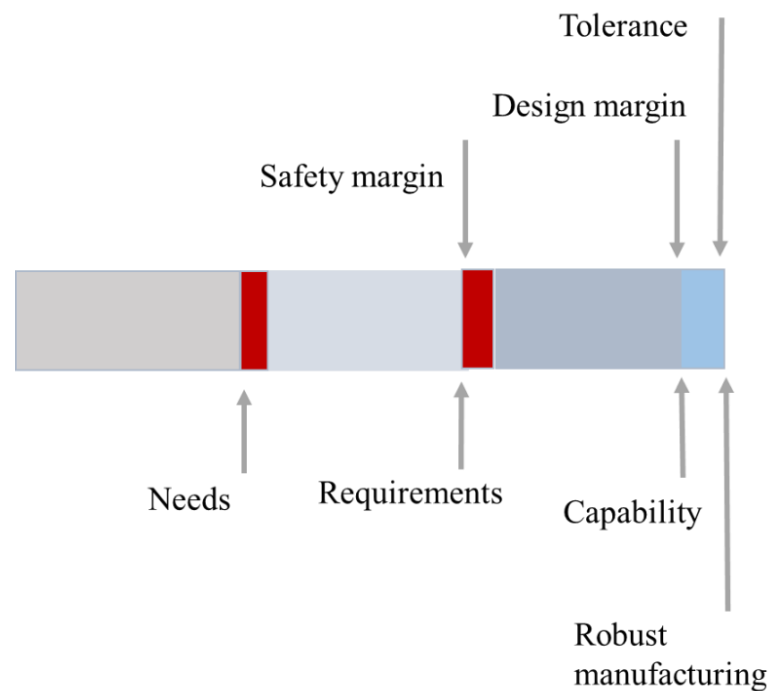 Tolerance
Design margin
Safety margin
Needs
Requirements
Capability
Robust
manufacturing